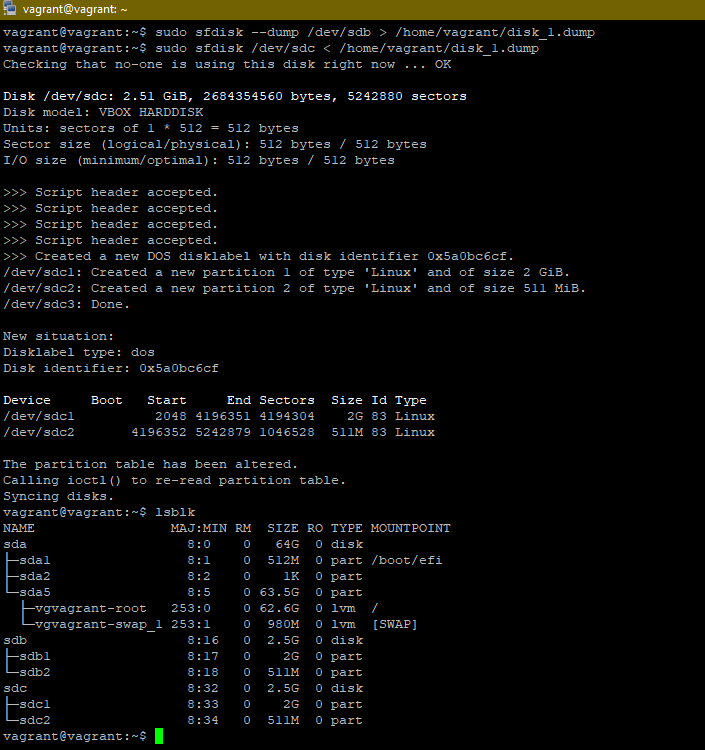 vagrant@vagrant: ~
vagrant@vagrant:~$ sudo sfdisk --dump /dev/sdb > /home/vagrant/disk_1.dump
vagrant@vagrant:~$ sudo sfdisk /dev/sdc < /home/vagrant/disk_1.dump
Checking that no-one is using this disk right now ... OK

Disk /dev/sdc: 2.51 GiB, 2684354560 bytes, 5242880 sectors
Disk model: VBOX HARDDISK
Units: sectors of 1 * 512 = 512 bytes
Sector size (logical/physical): 512 bytes / 512 bytes
I/O size (minimum/optimal): 512 bytes / 512 bytes

>>> Script header accepted.
>>> Script header accepted.
>>> Script header accepted.
>>> Script header accepted.
>>> Created a new DOS disklabel with disk identifier 0x5a0bc6cf.
/dev/sdc1: Created a new partition 1 of type 'Linux' and of size 2 GiB.
/dev/sdc2: Created a new partition 2 of type 'Linux' and of size 511 MiB.
/dev/sdc3: Done.

New situation:
Disklabel type: dos
Disk identifier: 0x5a0bc6cf

Device     Boot   Start     End Sectors  Size Id Type
/dev/sdc1          2048 4196351 4194304    2G 83 Linux
/dev/sdc2       4196352 5242879 1046528  511M 83 Linux

The partition table has been altered.
Calling ioctl() to re-read partition table.
Syncing disks.
vagrant@vagrant:~$ lsblk
NAME                 MAJ:MIN RM  SIZE RO TYPE MOUNTPOINT
sda                    8:0    0   64G  0 disk
├─sda1                 8:1    0  512M  0 part /boot/efi
├─sda2                 8:2    0    1K  0 part
└─sda5                 8:5    0 63.5G  0 part
  ├─vgvagrant-root   253:0    0 62.6G  0 lvm  /
  └─vgvagrant-swap_1 253:1    0  980M  0 lvm  [SWAP]
sdb                    8:16   0  2.5G  0 disk
├─sdb1                 8:17   0    2G  0 part
└─sdb2                 8:18   0  511M  0 part
sdc                    8:32   0  2.5G  0 disk
├─sdc1                 8:33   0    2G  0 part
└─sdc2                 8:34   0  511M  0 part
vagrant@vagrant:~$